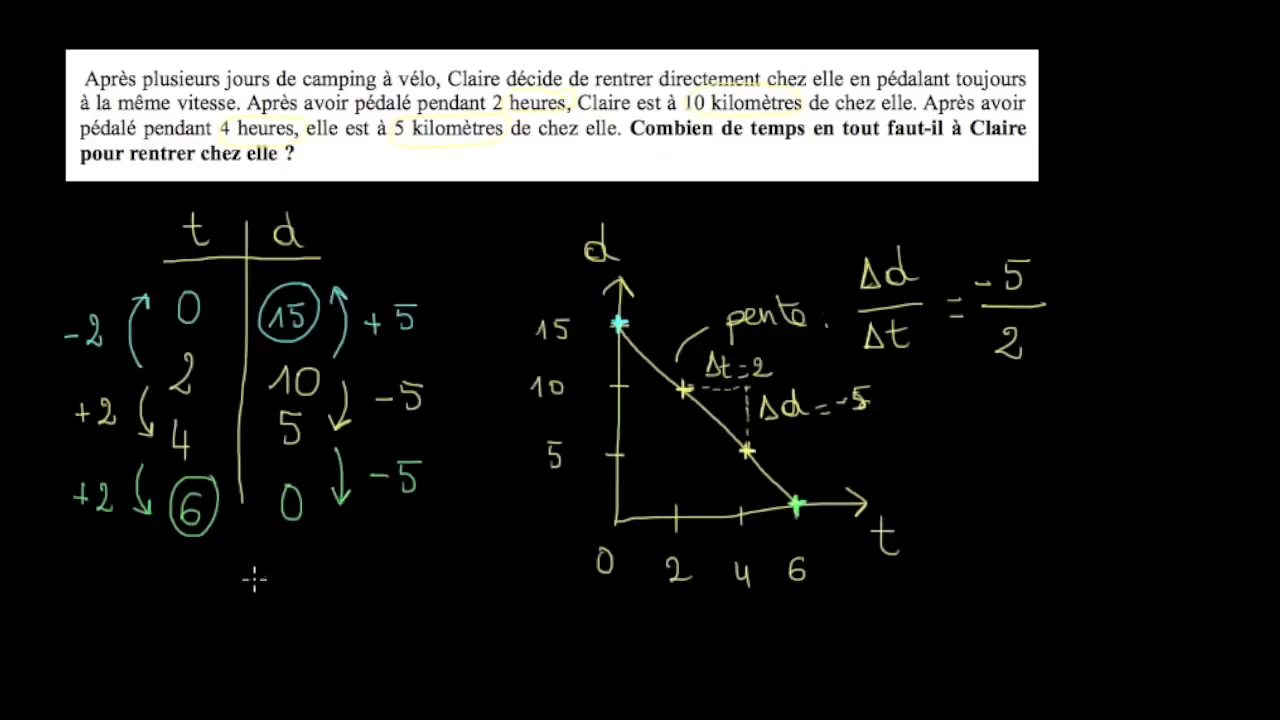 Après plusieurs jours de camping à vélo, Claire décide de rentrer directement chez elle en pédalant toujours
à la même vitesse. Après avoir pédalé pendant 2 heures, Claire est à 10 kilomètres de chez elle. Après avoir
pédalé pendant 4 heures, elle est à 5 kilomètres de chez elle. Combien de temps en tout faut-il à Claire
pour rentrer chez elle ?
t d
0 15
-2 +5
2 10
+2 -5
4 5
+2 -5
6 0
d
15
10
5
0 2 4 6
t
pente : Δd/Δt = -5/2
Δt = 2
Δd = -5